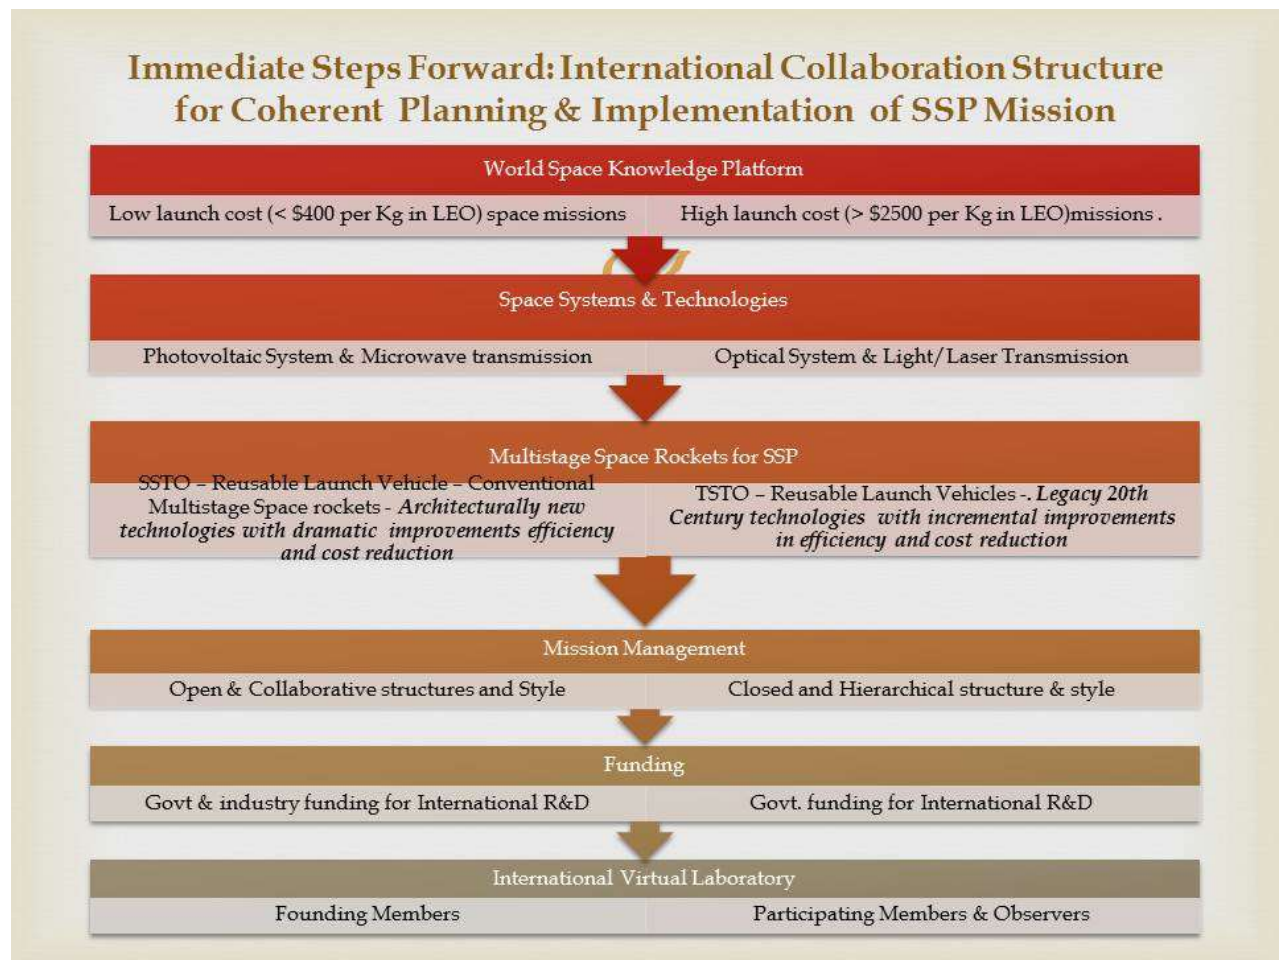 Immediate Steps Forward: International Collaboration Structure
for Coherent Planning & Implementation of SSP Mission
World Space Knowledge Platform
Low launch cost (< $400 per Kg in LEO) space missions
High launch cost (> $2500 per Kg in LEO)missions .
Space Systems & Technologies
Photovoltaic System & Microwave transmission
Optical System & Light/Laser Transmission
Multistage Space Rockets for SSP
SSTO – Reusable Launch Vehicle – Conventional
Multistage Space rockets - Architecturally new
technologies with dramatic improvements efficiency
and cost reduction
TSTO – Reusable Launch Vehicles -. Legacy 20th
Century technologies with incremental improvements
in efficiency and cost reduction
Mission Management
Open & Collaborative structures and Style
Closed and Hierarchical structure & style
Funding
Govt & industry funding for International R&D
Govt. funding for International R&D
International Virtual Laboratory
Founding Members
Participating Members & Observers